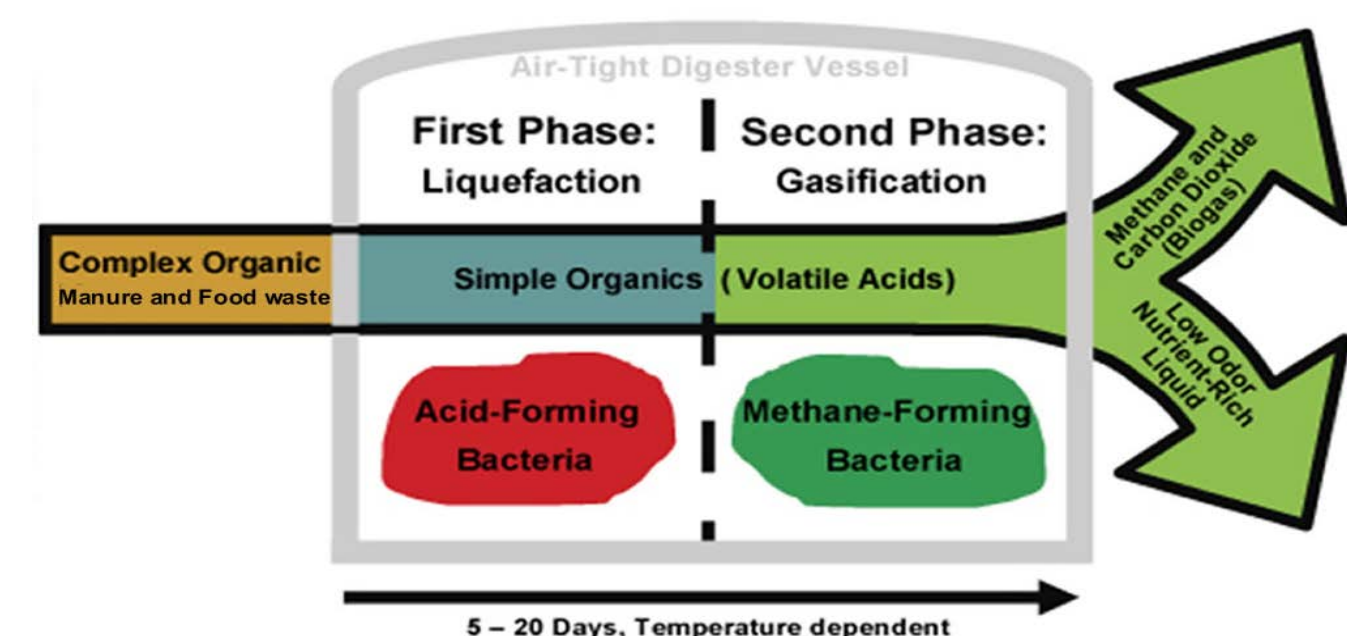 Air-Tight Digester Vessel
First Phase:
Liquefaction
Second Phase:
Gasification
Complex Organic
Manure and Food waste
Simple Organics (Volatile Acids)
Methane and
Carbon Dioxide
(Biogas)
Low Odor
Nutrient-Rich
Liquid
Acid-Forming
Bacteria
Methane-Forming
Bacteria
5 – 20 Days, Temperature dependent